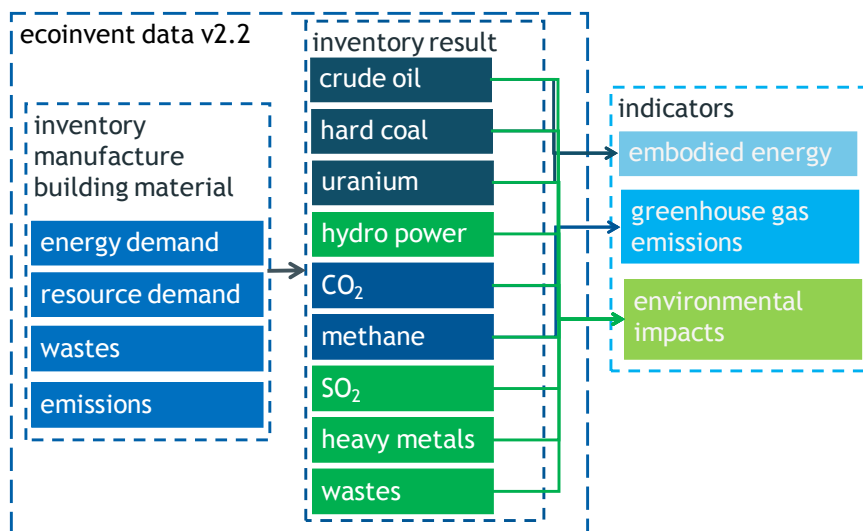 ecoinvent data v2.2
inventory
manufacture
building material
energy demand
resource demand
wastes
emissions
inventory result
crude oil
hard coal
uranium
hydro power
CO₂
methane
SO₂
heavy metals
wastes
indicators
embodied energy
greenhouse gas
emissions
environmental
impacts